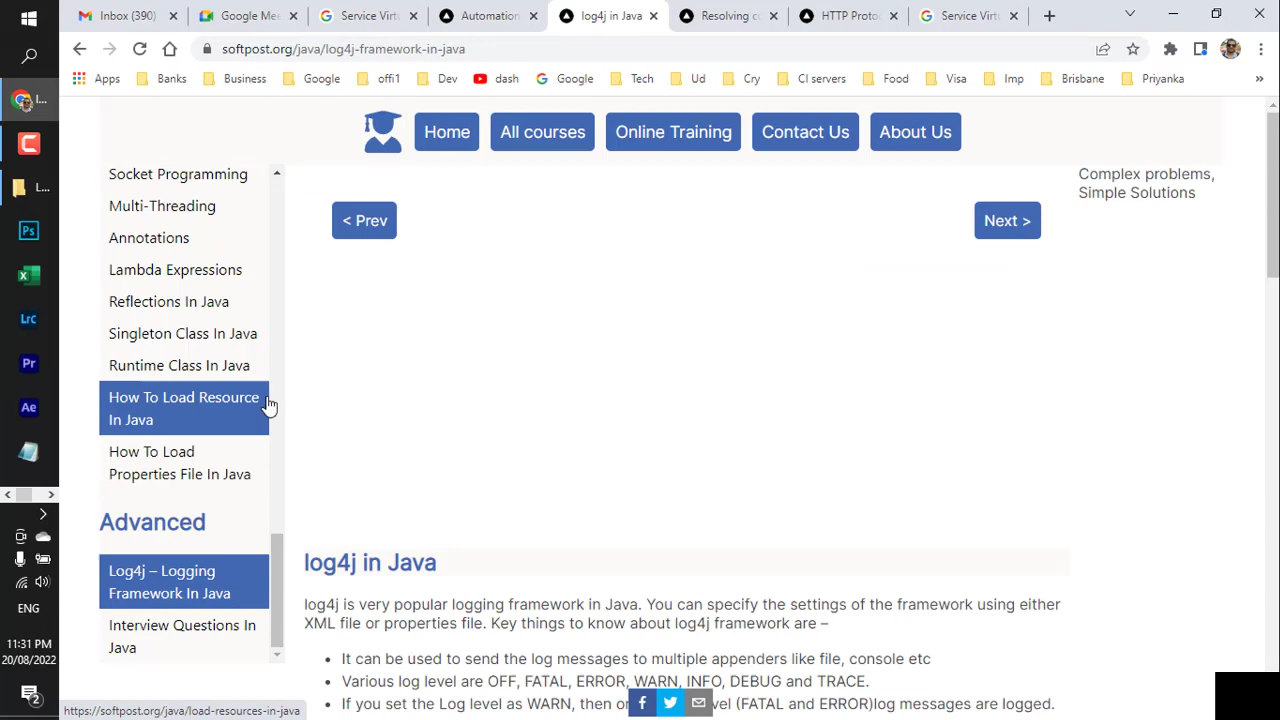 Inbox (390)
Google Mee
Service Virtu
Automation
log4j in Java
Resolving co
HTTP Proto
Service Virtu
softpost.org/java/log4j-framework-in-java
Apps
Banks
Business
Google
offi1
Dev
dash
Google
Tech
Ud
Cry
CI servers
Food
Visa
Imp
Brisbane
Priyanka
»
Home
All courses
Online Training
Contact Us
About Us
Socket Programming
Multi-Threading
Annotations
Lambda Expressions
Reflections In Java
Singleton Class In Java
Runtime Class In Java
How To Load Resource
In Java
How To Load
Properties File In Java
Advanced
Log4j – Logging
Framework In Java
Interview Questions In
Java
< Prev
Next >
Complex problems,
Simple Solutions
log4j in Java
log4j is very popular logging framework in Java. You can specify the settings of the framework using either
XML file or properties file. Key things to know about log4j framework are –
• It can be used to send the log messages to multiple appenders like file, console etc
• Various log level are OFF, FATAL, ERROR, WARN, INFO, DEBUG and TRACE.
• If you set the Log level as WARN, then vel (FATAL and ERROR)log messages are logged.
https://softpost.org/java/load-resources-in-java
I...
L...
Ps
Lrc
Pr
Ae
ENG
11:31 PM
20/08/2022
2